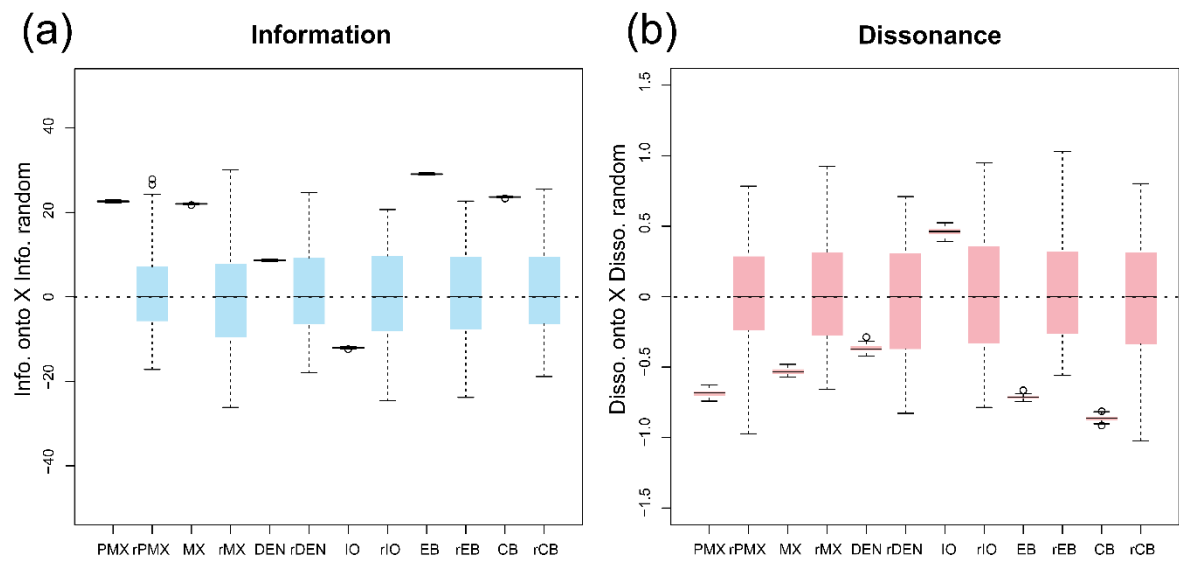 (a) Information
Info. onto X Info. random
40
20
0
−20
−40
PMX rPMX MX rMX DEN rDEN IO rIO EB rEB CB rCB
(b) Dissonance
Disso. onto X Disso. random
1.5
1.0
0.5
0
−0.5
−1.0
−1.5
PMX rPMX MX rMX DEN rDEN IO rIO EB rEB CB rCB